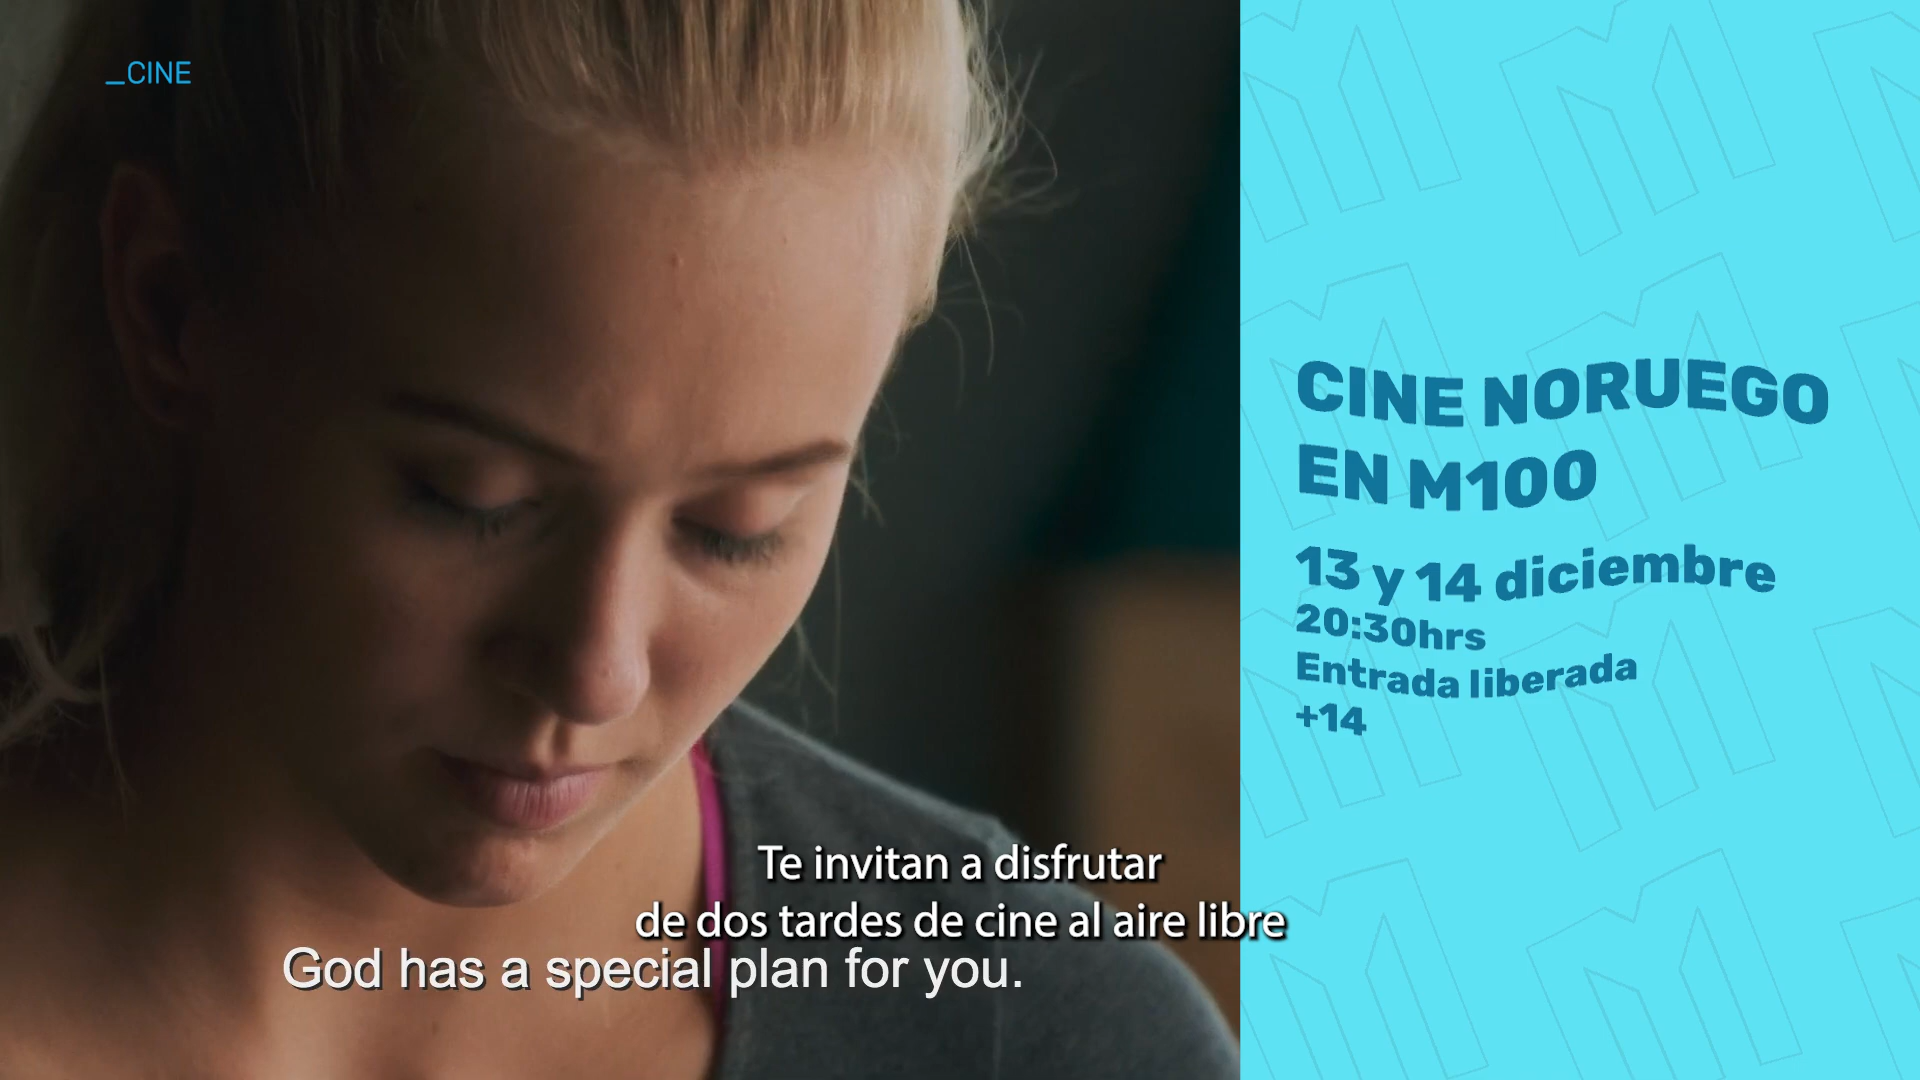 _CINE
CINE NORUEGO
EN M100
13 y 14 diciembre
20:30hrs
Entrada liberada
+14
Te invitan a disfrutar
de dos tardes de cine al aire libre
God has a special plan for you.